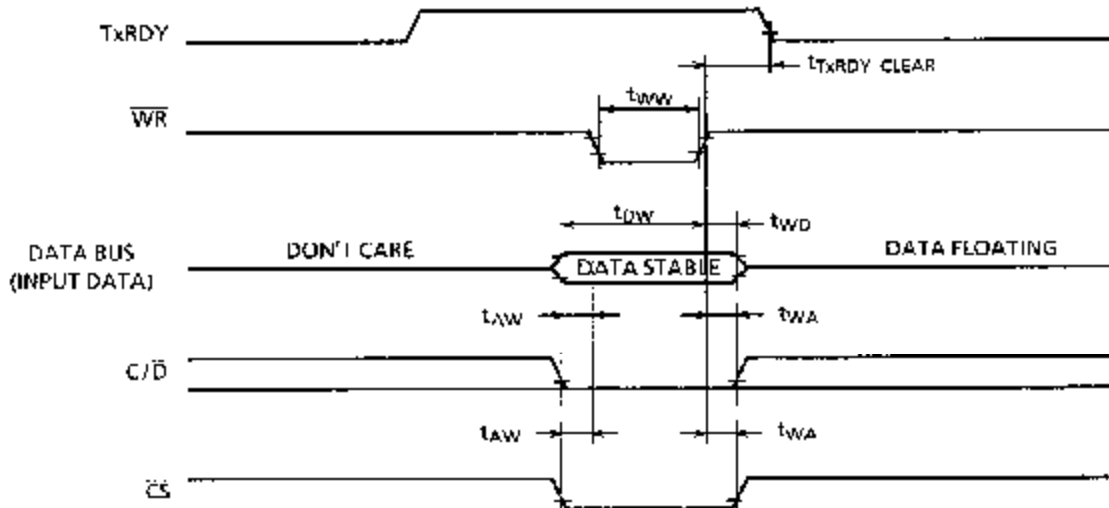 TxRDY
tTxRDY CLEAR
tWW
WR
tDW
tWD
DATA BUS
(INPUT DATA)
DON'T CARE
DATA STABLE
DATA FLOATING
tAW
tWA
C/D
tAW
tWA
CS